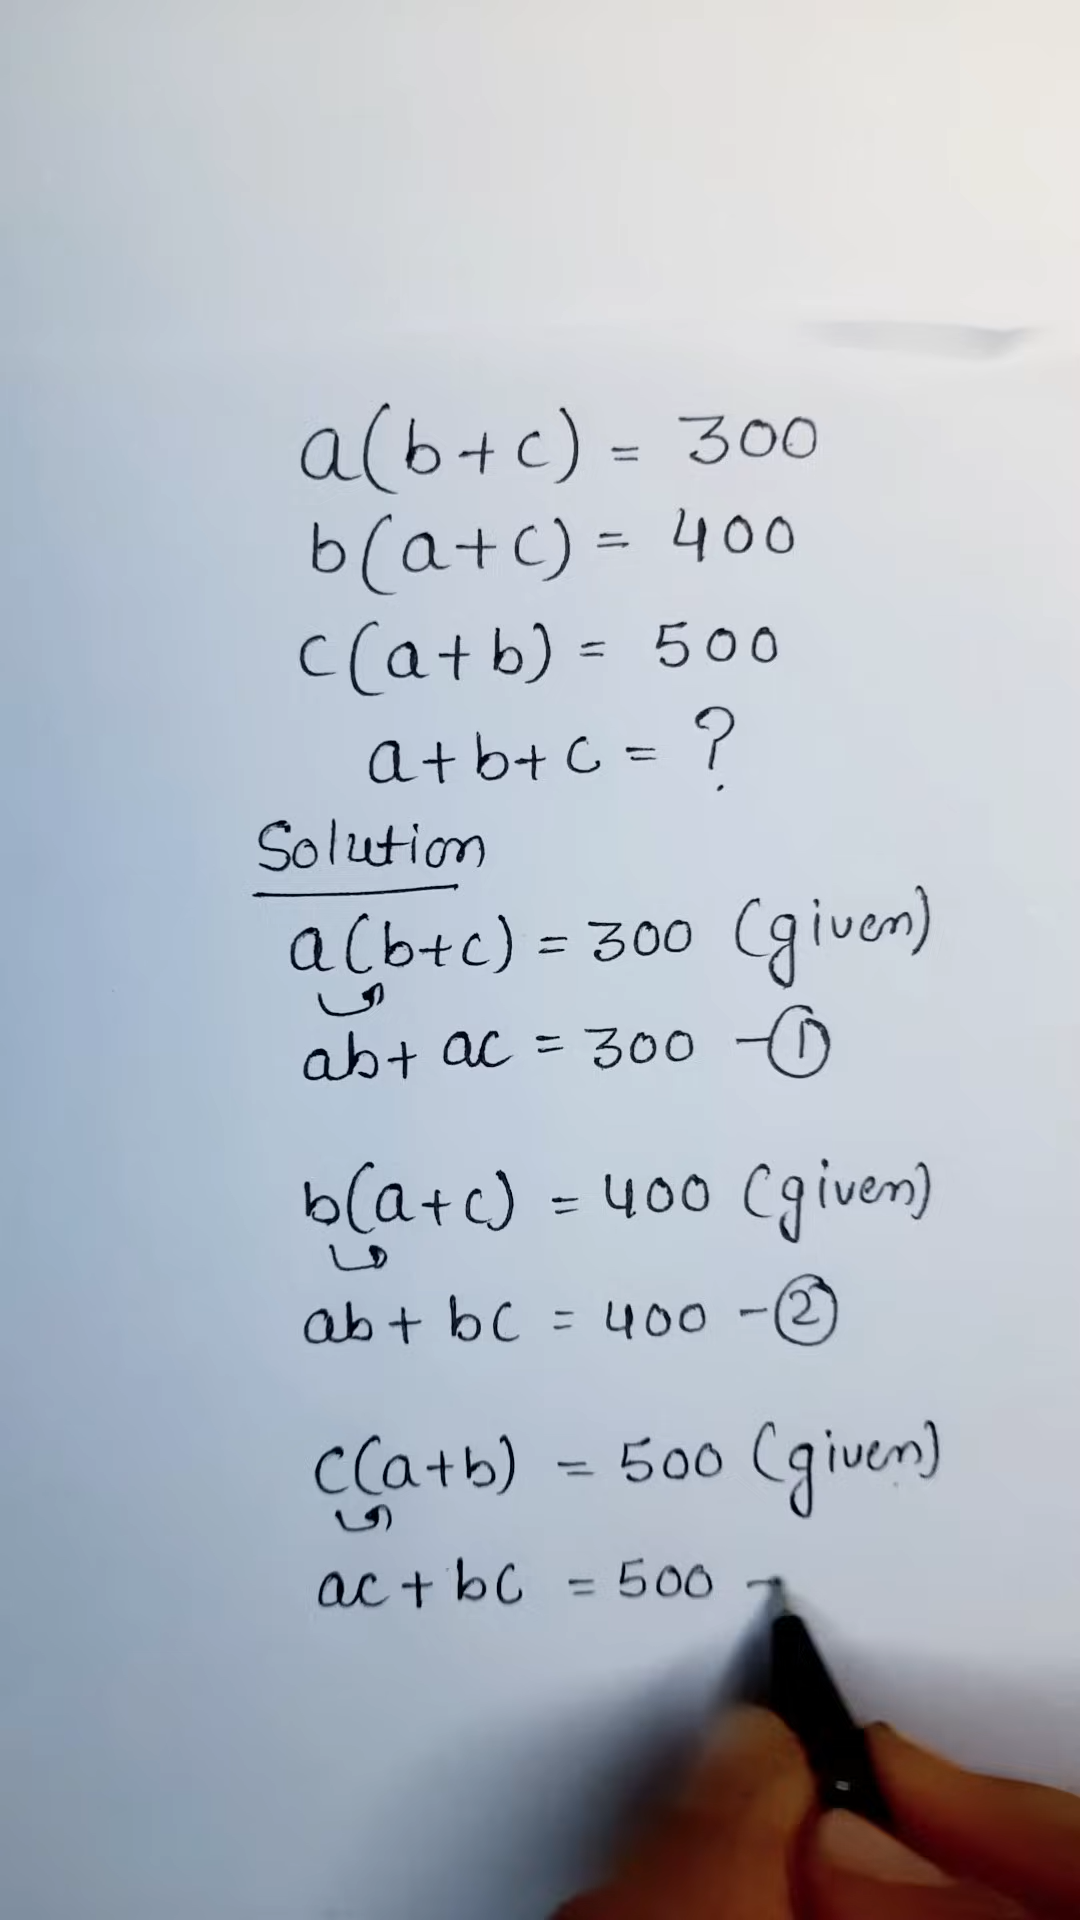 a(b+c) = 300
b(a+c) = 400
c(a+b) = 500
a+b+c = ?
Solution
a(b+c) = 300 (given)
ab+ ac = 300 -①
b(a+c) = 400 (given)
ab + bc = 400 -②
c(a+b) = 500 (given)
ac + bc = 500 -